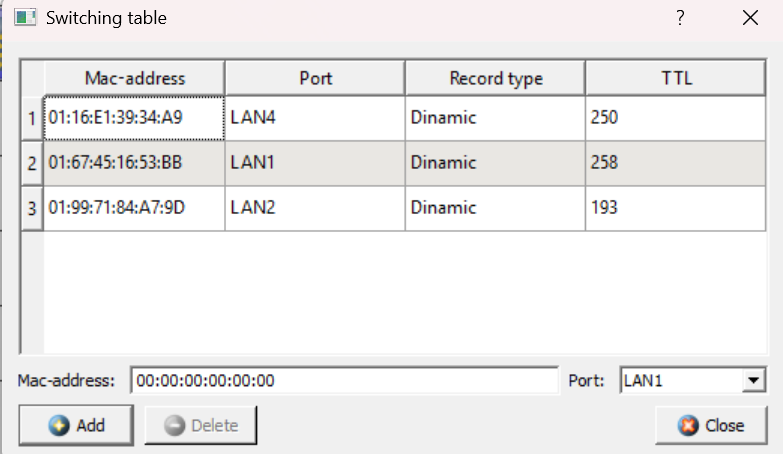 Switching table ?
Mac-address Port Record type TTL
1 01:16:E1:39:34:A9 LAN4 Dinamic 250
2 01:67:45:16:53:BB LAN1 Dinamic 258
3 01:99:71:84:A7:9D LAN2 Dinamic 193
Mac-address: 00:00:00:00:00:00 Port: LAN1
Add Delete Close